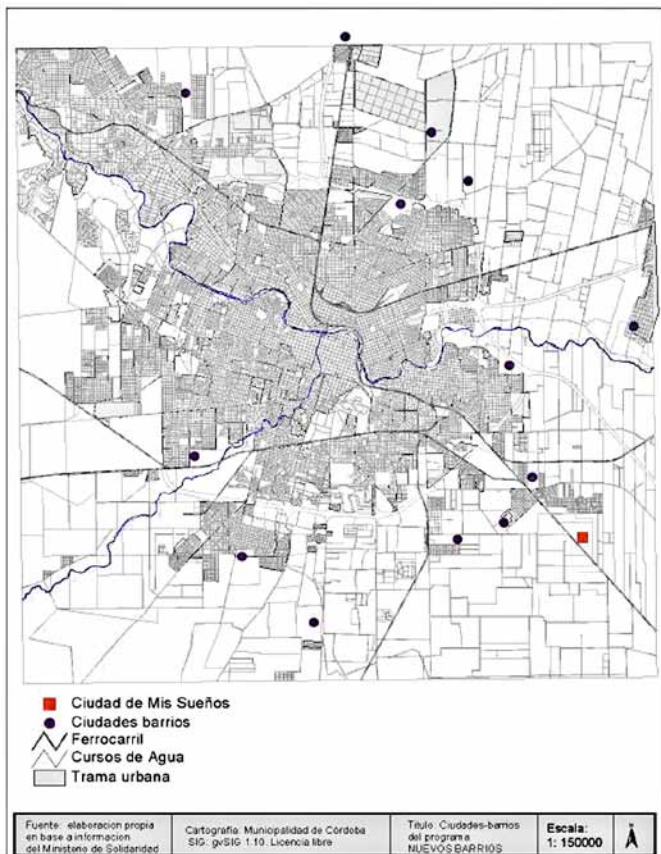 Ciudad de Mis Sueños
Ciudades barrios
Ferrocarril
Cursos de Agua
Trama urbana
Fuente: elaboracion propia
en base a informacion
del Ministerio de Solidaridad
Cartografía: Municipalidad de Córdoba
SIG: gvSIG 1.10. Licencia libre
Título: Ciudades-barrios
del programa
NUEVOS BARRIOS
Escala:
1: 150000